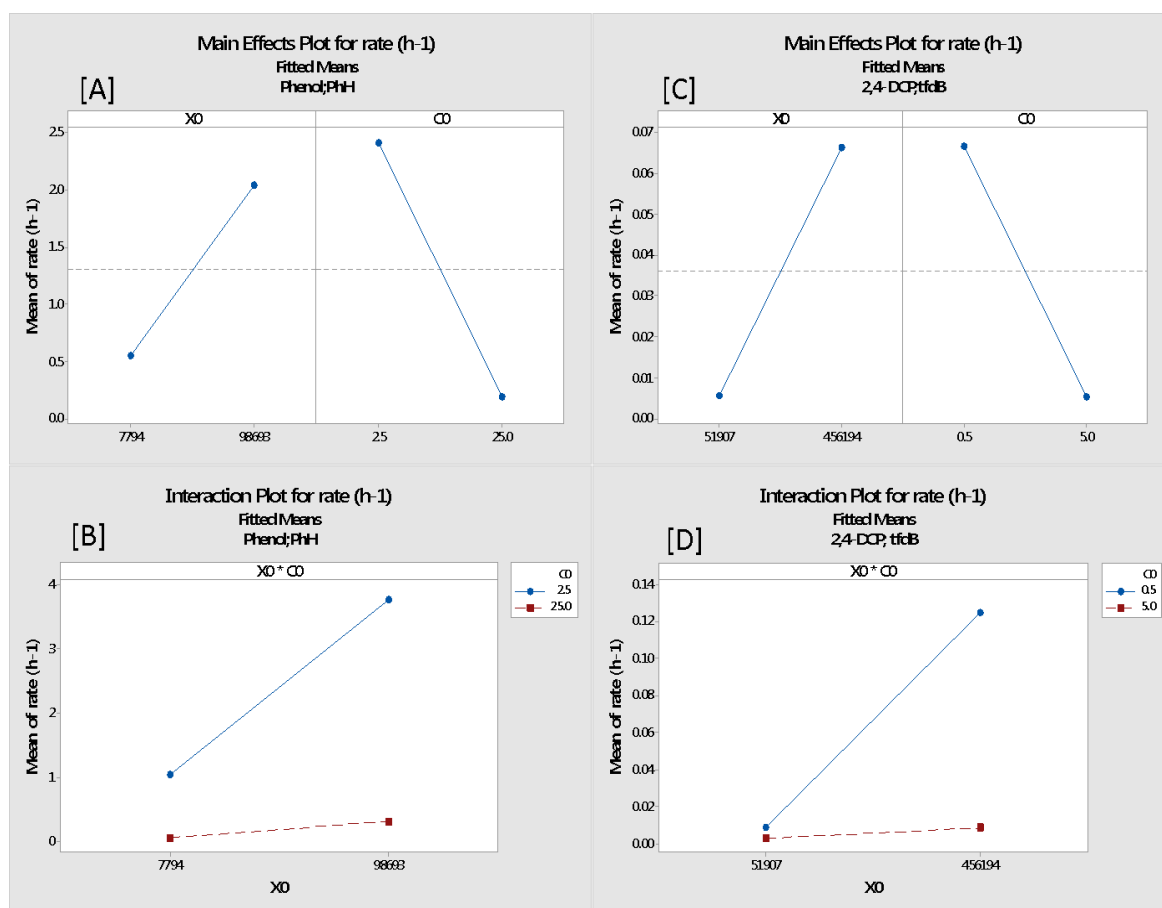 Main Effects Plot for rate (h-1)
Fitted Means
Phenol;PhH
[A]
X0 C0
2.5
2.0
1.5
1.0
0.5
0.0
Mean of rate (h-1)
7794 98693 2.5 25.0
Main Effects Plot for rate (h-1)
Fitted Means
2,4-DCP;tfdB
[C]
X0 C0
0.07
0.06
0.05
0.04
0.03
0.02
0.01
0.00
Mean of rate (h-1)
51907 456194 0.5 5.0
Interaction Plot for rate (h-1)
Fitted Means
Phenol;PhH
[B]
X0 * C0
C0
2.5
25.0
4
3
2
1
0
Mean of rate (h-1)
7794 98693
X0
Interaction Plot for rate (h-1)
Fitted Means
2,4-DCP; tfdB
[D]
X0 * C0
C0
0.5
5.0
0.14
0.12
0.10
0.08
0.06
0.04
0.02
0.00
Mean of rate (h-1)
51907 456194
X0